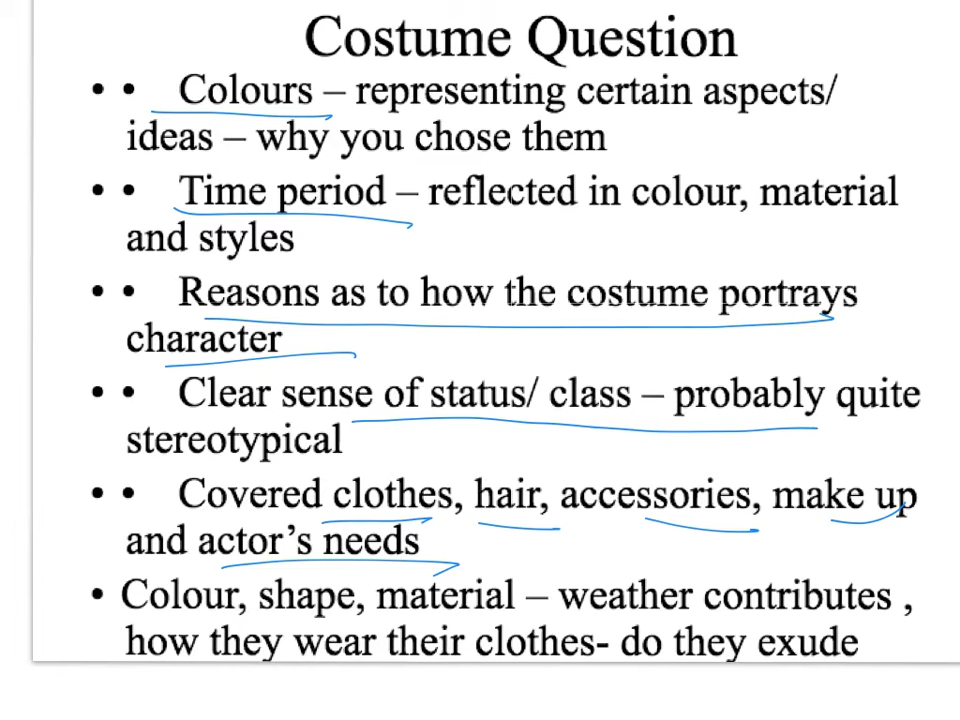 Costume Question
• • Colours – representing certain aspects/
ideas – why you chose them
• • Time period – reflected in colour, material
and styles
• • Reasons as to how the costume portrays
character
• • Clear sense of status/ class – probably quite
stereotypical
• • Covered clothes, hair, accessories, make up
and actor’s needs
• Colour, shape, material – weather contributes ,
how they wear their clothes- do they exude